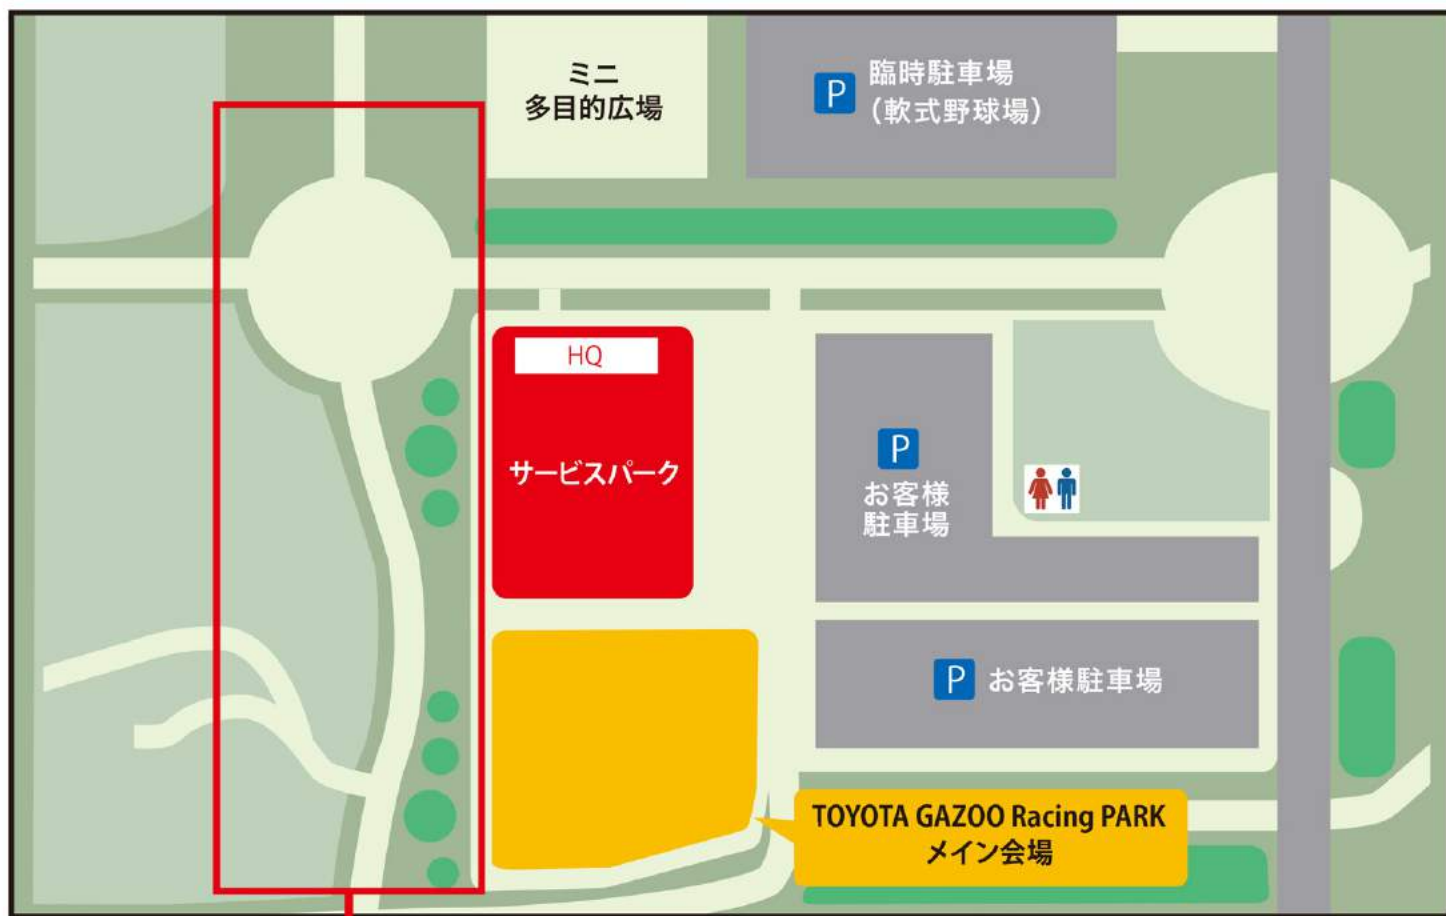 ミニ
多目的広場
P
臨時駐車場
(軟式野球場)
HQ
サービスパーク
P
お客様
駐車場
P お客様駐車場
TOYOTA GAZOO Racing PARK
メイン会場